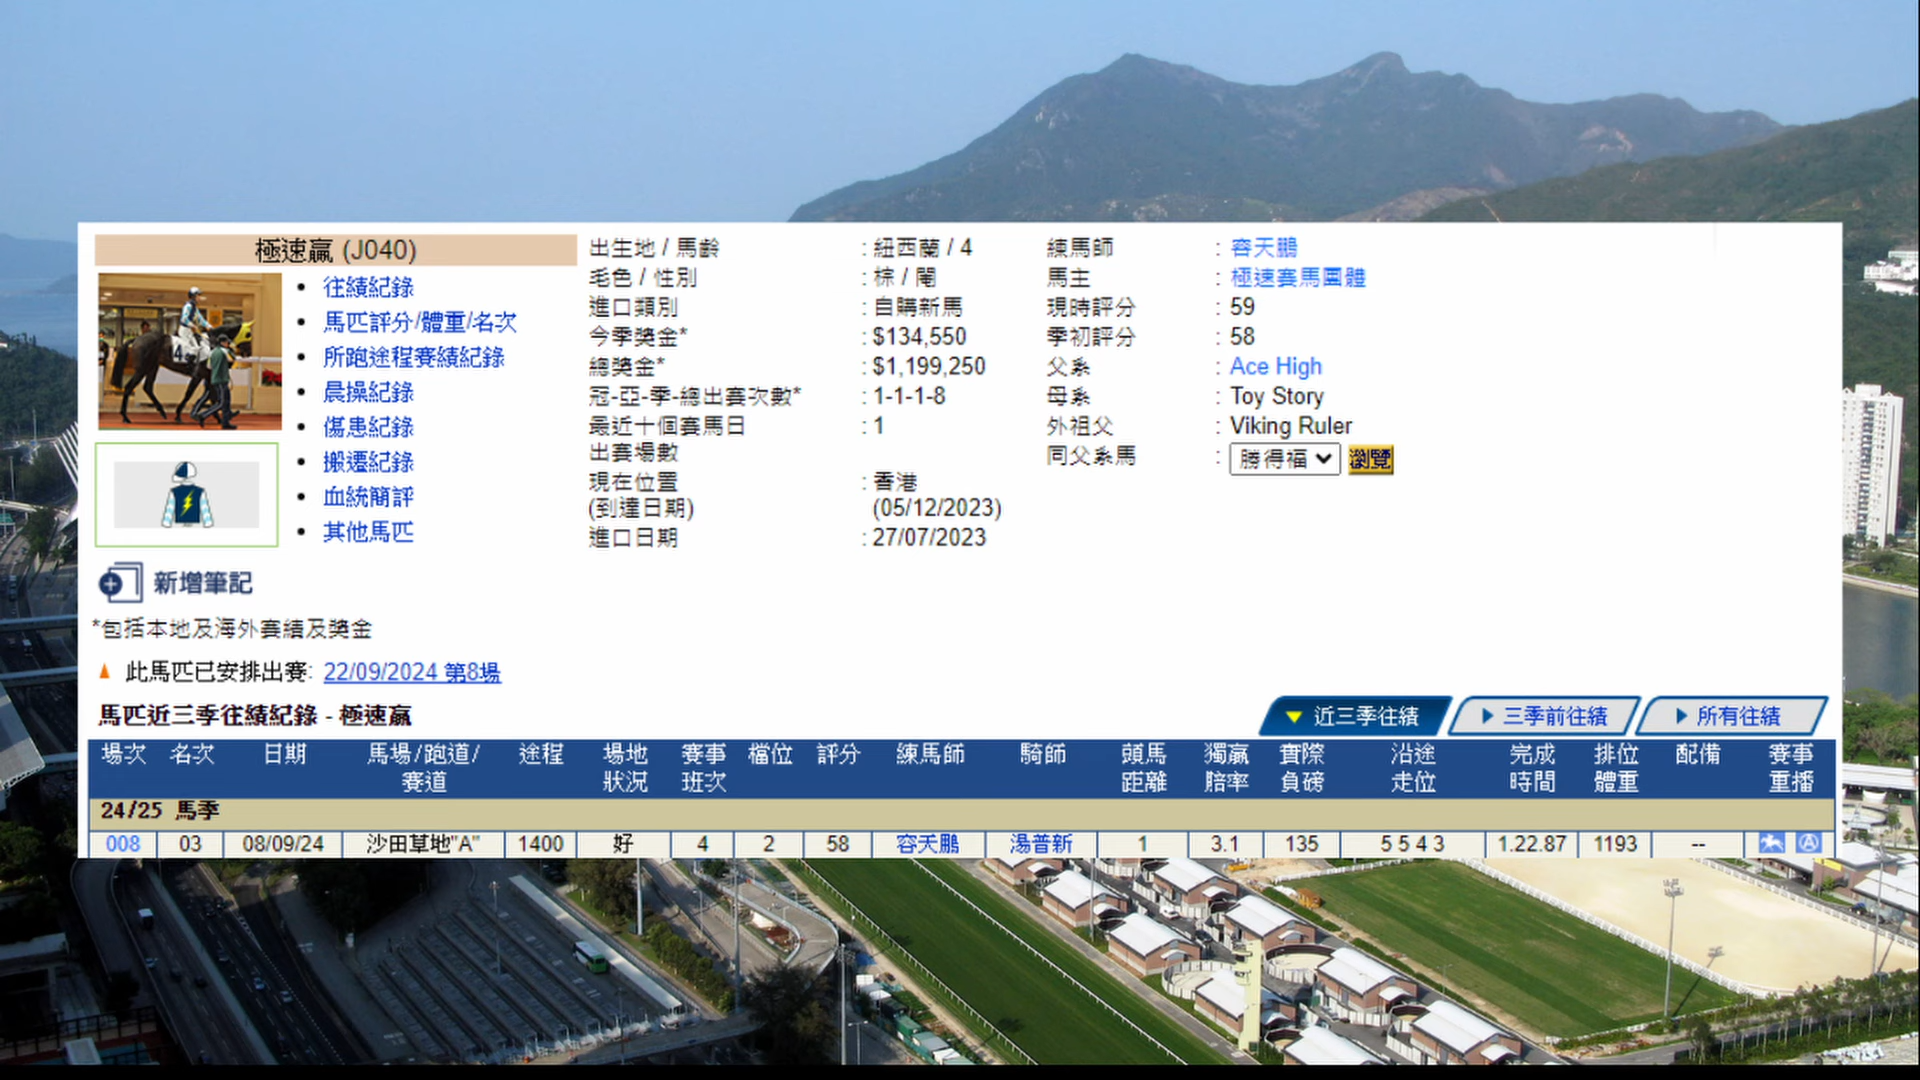 極速贏 (J040)
往績紀錄
馬匹評分/體重/名次
所跑途程賽績紀錄
晨操紀錄
傷患紀錄
搬遷紀錄
血統簡評
其他馬匹
新增筆記
出生地 / 馬齡 : 紐西蘭 / 4
毛色 / 性別 : 棕 / 閹
進口類別 : 自購新馬
今季獎金* : $134,550
總獎金* : $1,199,250
冠-亞-季-總出賽次數* : 1-1-1-8
最近十個賽馬日 : 1
出賽場數
現在位置 : 香港
(到達日期) (05/12/2023)
進口日期 : 27/07/2023
練馬師 : 容天鵬
馬主 : 極速賽馬團體
現時評分 : 59
季初評分 : 58
父系 : Ace High
母系 : Toy Story
外祖父 : Viking Ruler
同父系馬 : 勝得福 瀏覽
*包括本地及海外賽績及獎金
此馬匹已安排出賽: 22/09/2024 第8場
馬匹近三季往績紀錄 - 極速贏
近三季往績 三季前往績 所有往績
場次 名次 日期 馬場/跑道/ 途程 場地 賽事 檔位 評分 練馬師 騎師 頭馬 獨贏 實際 沿途 完成 排位 配備 賽事
賽道 狀況 班次 距離 賠率 負磅 走位 時間 體重 重播
24/25 馬季
008 03 08/09/24 沙田草地"A" 1400 好 4 2 58 容天鵬 湯普新 1 3.1 135 5 5 4 3 1.22.87 1193 --